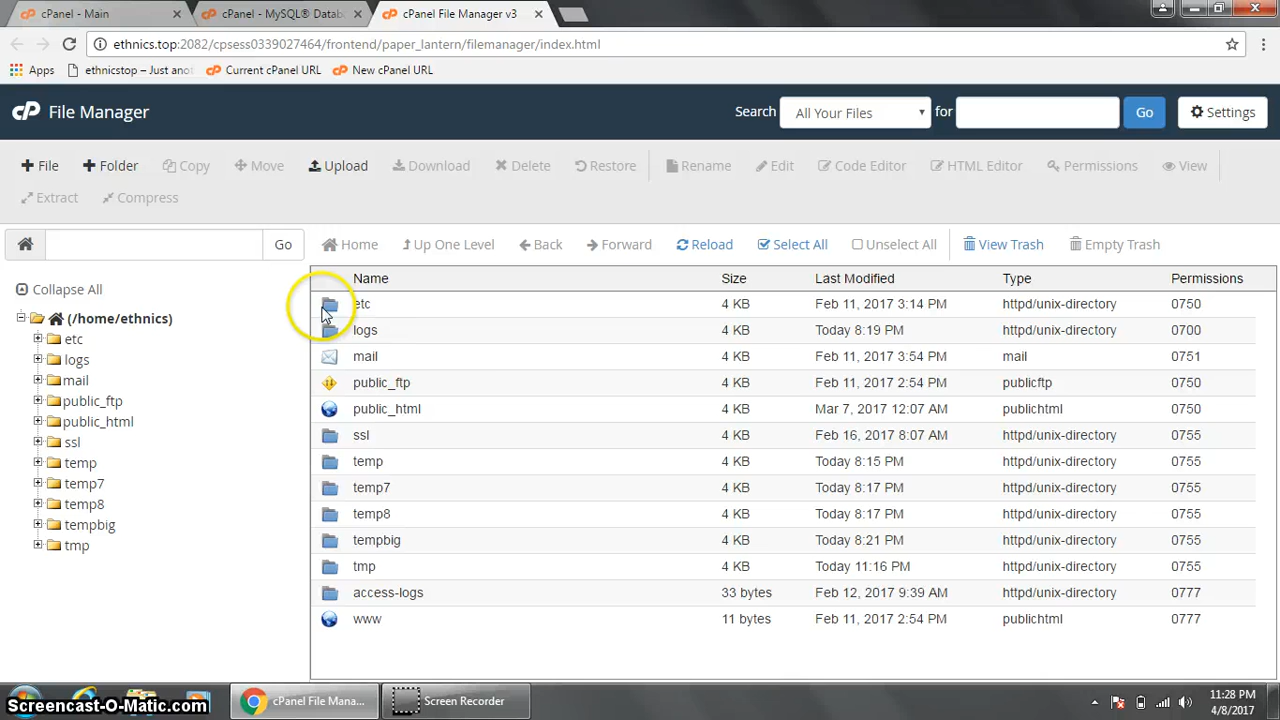 cPanel - Main
cPanel - MySQL® Datab
cPanel File Manager v3
ethnics.top:2082/cpsess0339027464/frontend/paper_lantern/filemanager/index.html
Apps
ethnicstop – Just anot
Current cPanel URL
New cPanel URL
cP File Manager
Search
All Your Files
for
Go
Settings
File
Folder
Copy
Move
Upload
Download
Delete
Restore
Rename
Edit
Code Editor
HTML Editor
Permissions
View
Extract
Compress
Go
Home
Up One Level
Back
Forward
Reload
Select All
Unselect All
View Trash
Empty Trash
Collapse All
(/home/ethnics)
etc
logs
mail
public_ftp
public_html
ssl
temp
temp7
temp8
tempbig
tmp
Name Size Last Modified Type Permissions
etc 4 KB Feb 11, 2017 3:14 PM httpd/unix-directory 0750
logs 4 KB Today 8:19 PM httpd/unix-directory 0700
mail 4 KB Feb 11, 2017 3:54 PM mail 0751
public_ftp 4 KB Feb 11, 2017 2:54 PM publicftp 0750
public_html 4 KB Mar 7, 2017 12:07 AM publichtml 0750
ssl 4 KB Feb 16, 2017 8:07 AM httpd/unix-directory 0755
temp 4 KB Today 8:15 PM httpd/unix-directory 0755
temp7 4 KB Today 8:17 PM httpd/unix-directory 0755
temp8 4 KB Today 8:17 PM httpd/unix-directory 0755
tempbig 4 KB Today 8:21 PM httpd/unix-directory 0755
tmp 4 KB Today 11:16 PM httpd/unix-directory 0755
access-logs 33 bytes Feb 12, 2017 9:39 AM httpd/unix-directory 0777
www 11 bytes Feb 11, 2017 2:54 PM publichtml 0777
Screencast-O-Matic.com
cPanel File Mana...
Screen Recorder
11:28 PM
4/8/2017